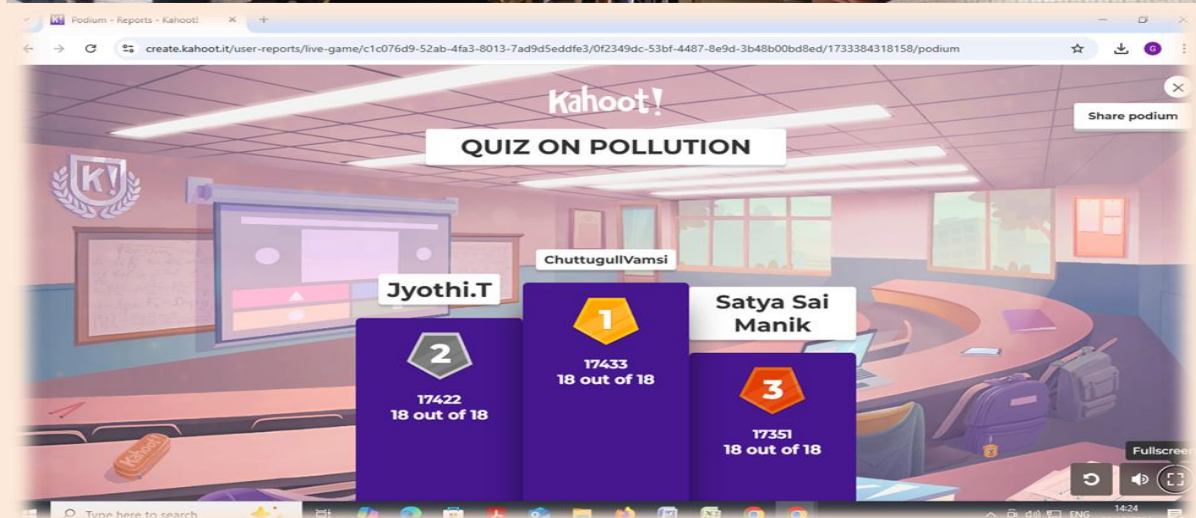 Podium - Reports - Kahoot!
create.kahoot.it/user-reports/live-game/c1c076d9-52ab-4fa3-8013-7ad9d5eddfe3/0f2349dc-53bf-4487-8e9d-3b48b00bd8ed/1733384318158/podium
Kahoot!
Share podium
QUIZ ON POLLUTION
K!
ChuttugullVamsi
Jyothi.T
Satya Sai
Manik
1
2
17433
18 out of 18
3
17422
18 out of 18
17351
18 out of 18
Kahoot!
Fullscreen
Type here to search
ENG
14:24